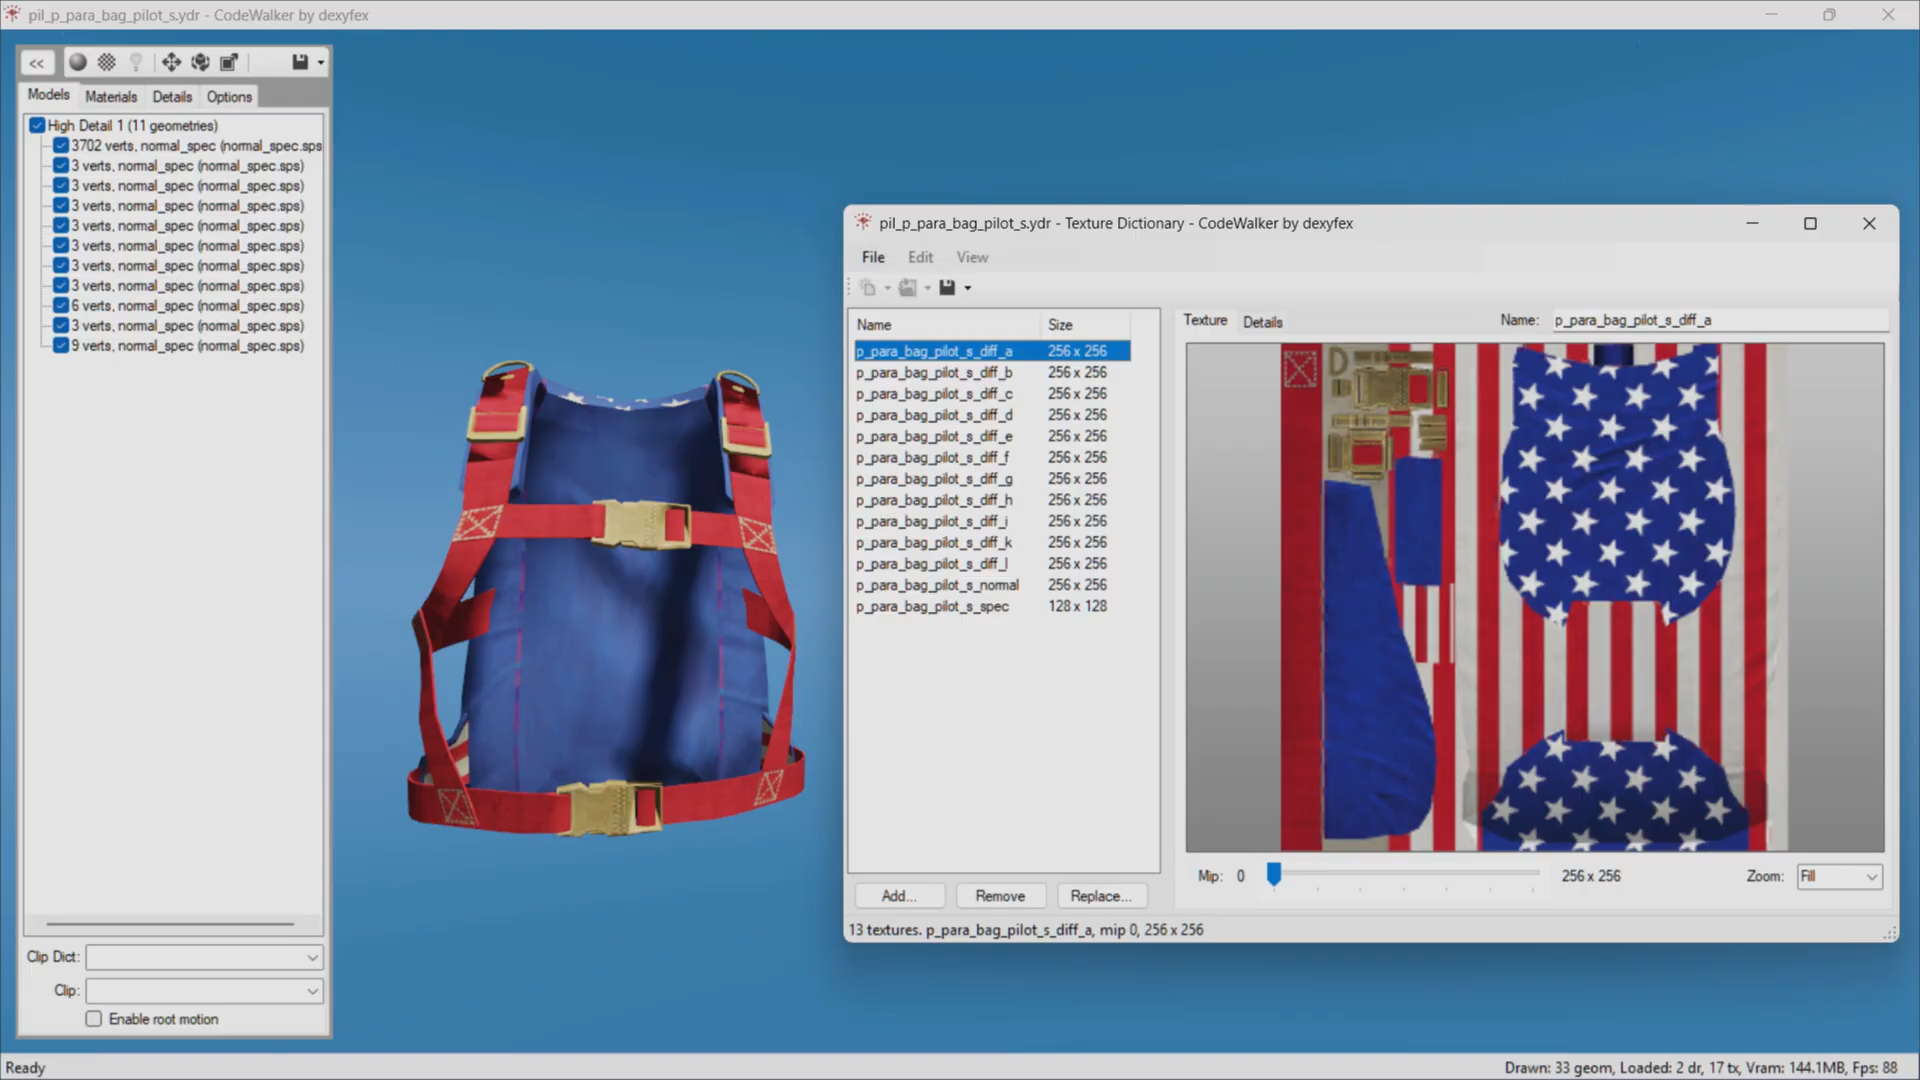 pil_p_para_bag_pilot_s.ydr - CodeWalker by dexyfex
<<
Models
Materials
Details
Options
High Detail 1 (11 geometries)
3702 verts, normal_spec (normal_spec.sps
3 verts, normal_spec (normal_spec.sps)
3 verts, normal_spec (normal_spec.sps)
3 verts, normal_spec (normal_spec.sps)
3 verts, normal_spec (normal_spec.sps)
3 verts, normal_spec (normal_spec.sps)
3 verts, normal_spec (normal_spec.sps)
3 verts, normal_spec (normal_spec.sps)
6 verts, normal_spec (normal_spec.sps)
3 verts, normal_spec (normal_spec.sps)
9 verts, normal_spec (normal_spec.sps)
Clip Dict:
Clip:
Enable root motion
pil_p_para_bag_pilot_s.ydr - Texture Dictionary - CodeWalker by dexyfex
File Edit View
Name Size
p_para_bag_pilot_s_diff_a 256 x 256
p_para_bag_pilot_s_diff_b 256 x 256
p_para_bag_pilot_s_diff_c 256 x 256
p_para_bag_pilot_s_diff_d 256 x 256
p_para_bag_pilot_s_diff_e 256 x 256
p_para_bag_pilot_s_diff_f 256 x 256
p_para_bag_pilot_s_diff_g 256 x 256
p_para_bag_pilot_s_diff_h 256 x 256
p_para_bag_pilot_s_diff_i 256 x 256
p_para_bag_pilot_s_diff_k 256 x 256
p_para_bag_pilot_s_diff_l 256 x 256
p_para_bag_pilot_s_normal 256 x 256
p_para_bag_pilot_s_spec 128 x 128
Add... Remove Replace...
Texture Details
Name: p_para_bag_pilot_s_diff_a
Mip: 0 256 x 256 Zoom: Fill
13 textures. p_para_bag_pilot_s_diff_a, mip 0, 256 x 256
Ready
Drawn: 33 geom, Loaded: 2 dr, 17 tx, Vram: 144.1MB, Fps: 88